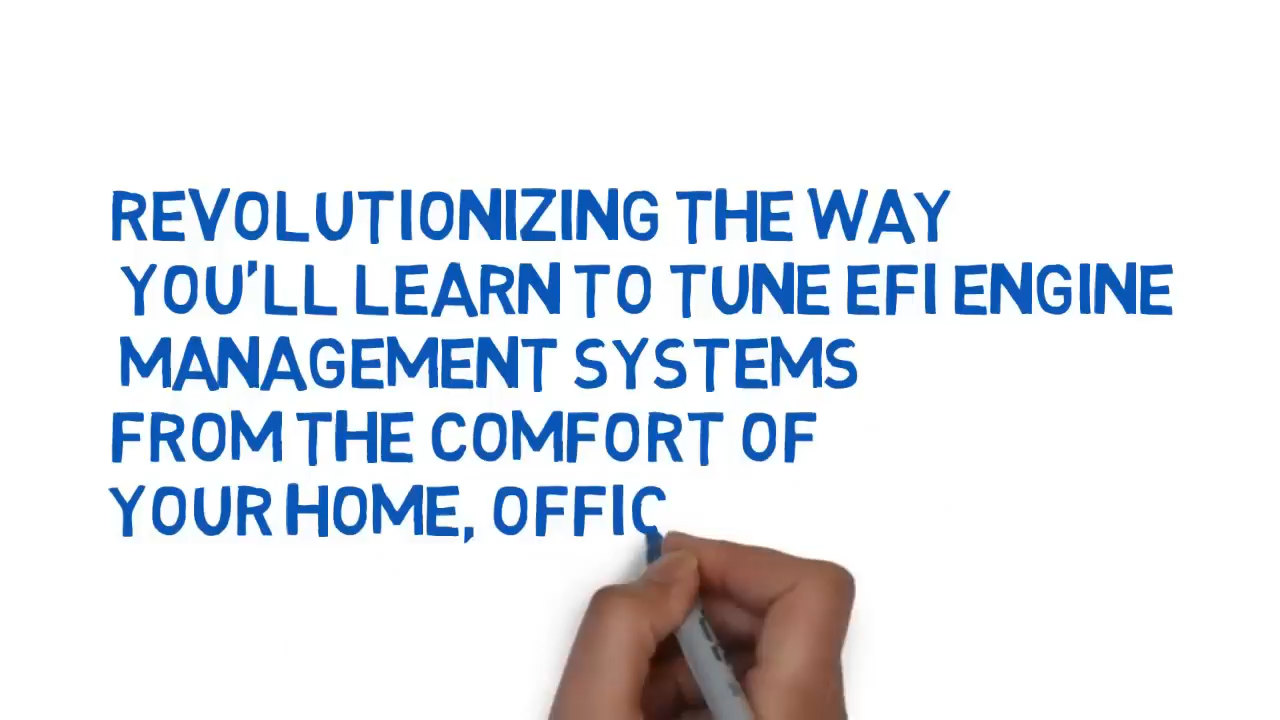 REVOLUTIONIZING THE WAY
YOU'LL LEARN TO TUNE EFI ENGINE
MANAGEMENT SYSTEMS
FROM THE COMFORT OF
YOUR HOME, OFFIC